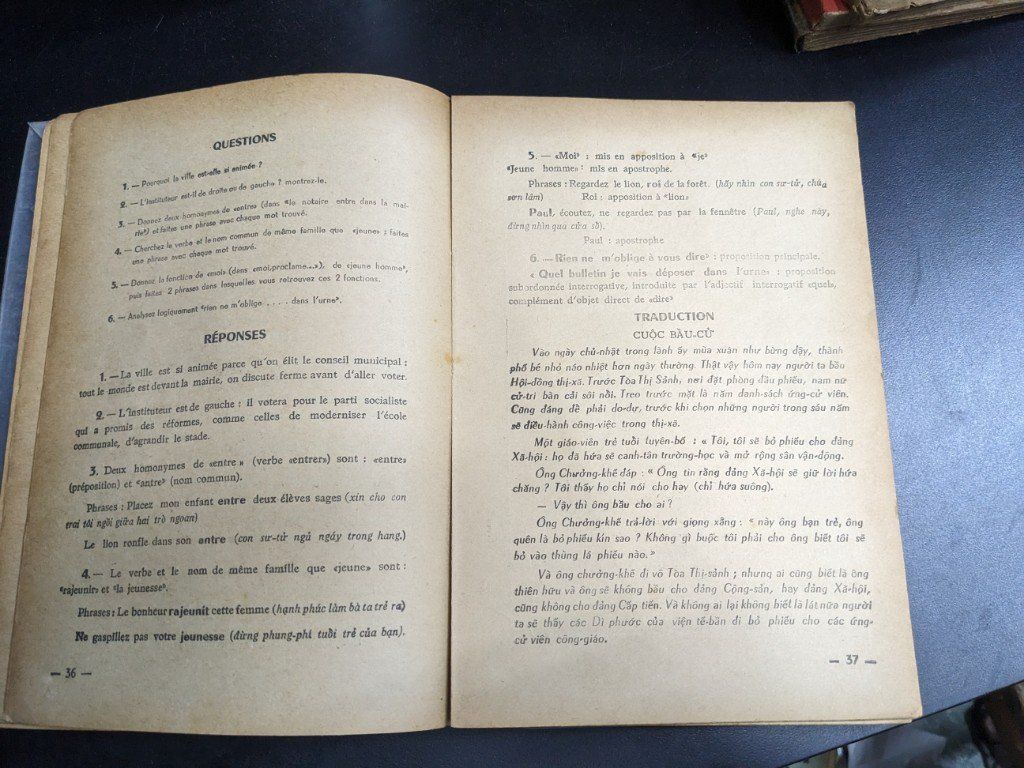 QUESTIONS
1. — Pourquoi la ville est-elle si animée ?
2. — L'instituteur est-il de droite ou de gauche ? montrez-le.
3. — Donnez deux homonymes de «entre» (dans «le notaire entre dans la mai-
rie») et faites une phrase avec chaque mot trouvé.
4. — Cherchez le verbe et le nom commun de même famille que «jeune» ; faites
une phrase avec chaque mot trouvé.
5. — Donnez la fonction de «moi» (dans «moi, proclame...»), de «jeune homme»,
puis faites 2 phrases dans lesquelles vous retrouvez ces 2 fonctions.
6. — Analysez logiquement «rien ne m'oblige . . . . dans l'urne».
RÉPONSES
1. — La ville est si animée parce qu'on élit le conseil municipal :
tout le monde est devant la mairie, on discute ferme avant d'aller voter.
2. — L'instituteur est de gauche : il votera pour le parti socialiste
qui a promis des réformes, comme celles de moderniser l'école
communale, d'agrandir le stade.
3. Deux homonymes de «entre» (verbe «entrer») sont : «entre»
(préposition) et «antre» (nom commun).
Phrases : Placez mon enfant entre deux élèves sages (xin cho con
trai tôi ngồi giữa hai trò ngoan)
Le lion ronfle dans son entre (con sư-tử ngủ ngáy trong hang.)
4. — Le verbe et le nom de même famille que «jeune» sont :
«rajeunir» et «la jeunesse».
Phrases : Le bonheur rajeunit cette femme (hạnh phúc làm bà ta trẻ ra)
Ne gaspillez pas votre jeunesse (đừng phung-phí tuổi trẻ của bạn).
— 36 —
5. — «Moi» : mis en apposition à «je»
«Jeune homme» : mis en apostrophe.
Phrases : Regardez le lion, roi de la forêt. (hãy nhìn con sư-tử, chúa
sơn lâm) Roi : apposition à «lion»
Paul, écoutez, ne regardez pas par la fennêtre (Paul, nghe này,
đừng nhìn qua cửa sổ).
Paul : apostrophe
6. — «Rien ne m'oblige à vous dire» : proposition principale.
« Quel bulletin je vais déposer dans l'urne» : proposition
subordonnée interrogative, introduite par l'adjectif interrogatif «quel»,
complément d'objet direct de «dire»
TRADUCTION
CUỘC BẦU-CỬ
Vào ngày chủ-nhật trong lành ấy mùa xuân như bừng dậy, thành
phố bé nhỏ náo nhiệt hơn ngày thường. Thật vậy hôm nay người ta bầu
Hội-đồng thị-xã. Trước Tòa Thị Sảnh, nơi đặt phòng đầu phiếu, nam nữ
cử-tri bàn cãi sôi nổi. Treo trước mặt là năm danh-sách ứng-cử viên.
Cũng đáng để phải do-dự, trước khi chọn những người trong sáu năm
sẽ điều-hành công-việc trong thị-xã.
Một giáo-viên trẻ tuổi tuyên-bố : « Tôi, tôi sẽ bỏ phiếu cho đảng
Xã-hội : họ đã hứa sẽ canh-tân trường-học và mở rộng sân vận-động.
Ông Chưởng-khế đáp : « Ông tin rằng đảng Xã-hội sẽ giữ lời hứa
chăng ? Tôi thấy họ chỉ nói cho hay (chỉ hứa suông).
— Vậy thì ông bầu cho ai ?
Ông Chưởng-khế trả-lời với giọng xẵng : « này ông bạn trẻ, ông
quên là bỏ phiếu kín sao ? Không gì buộc tôi phải cho ông biết tôi sẽ
bỏ vào thùng lá phiếu nào.»
Và ông chưởng-khế đi vô Tòa Thị-sảnh ; nhưng ai cũng biết là ông
thiên hữu và ông sẽ không bầu cho đảng Cộng-sản, hay đảng Xã-hội,
cũng không cho đảng Cấp tiến. Và không ai lại không biết là lát nữa người
ta sẽ thấy các Dì phước của viện tế-bần đi bỏ phiếu cho các ứng-
cử viên công-giáo.
— 37 —